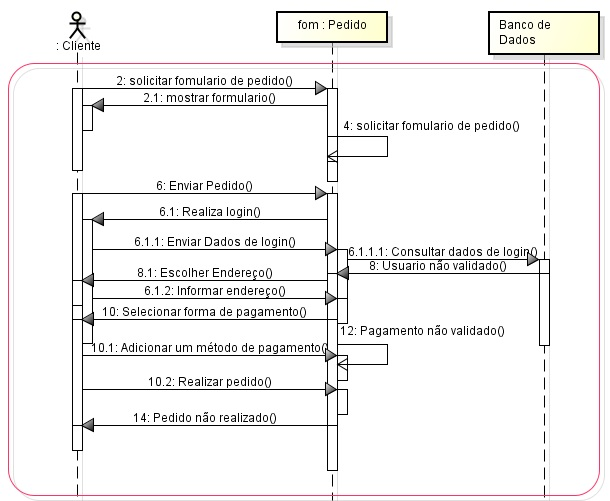 : Cliente
fom : Pedido
Banco de
Dados
2: solicitar fomulario de pedido()
2.1: mostrar formulario()
4: solicitar fomulario de pedido()
6: Enviar Pedido()
6.1: Realiza login()
6.1.1: Enviar Dados de login()
6.1.1.1: Consultar dados de login()
8: Usuario não validado()
8.1: Escolher Endereço()
6.1.2: Informar endereço()
10: Selecionar forma de pagamento()
12: Pagamento não validado()
10.1: Adicionar um método de pagamento()
10.2: Realizar pedido()
14: Pedido não realizado()